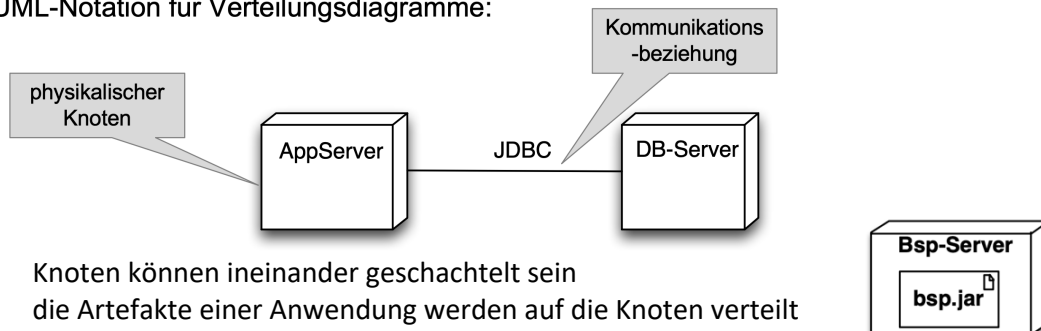 UML-Notation für Verteilungsdiagramme:
Kommunikations
-beziehung
physikalischer
Knoten
AppServer
JDBC
DB-Server
Bsp-Server
bsp.jar
Knoten können ineinander geschachtelt sein
die Artefakte einer Anwendung werden auf die Knoten verteilt